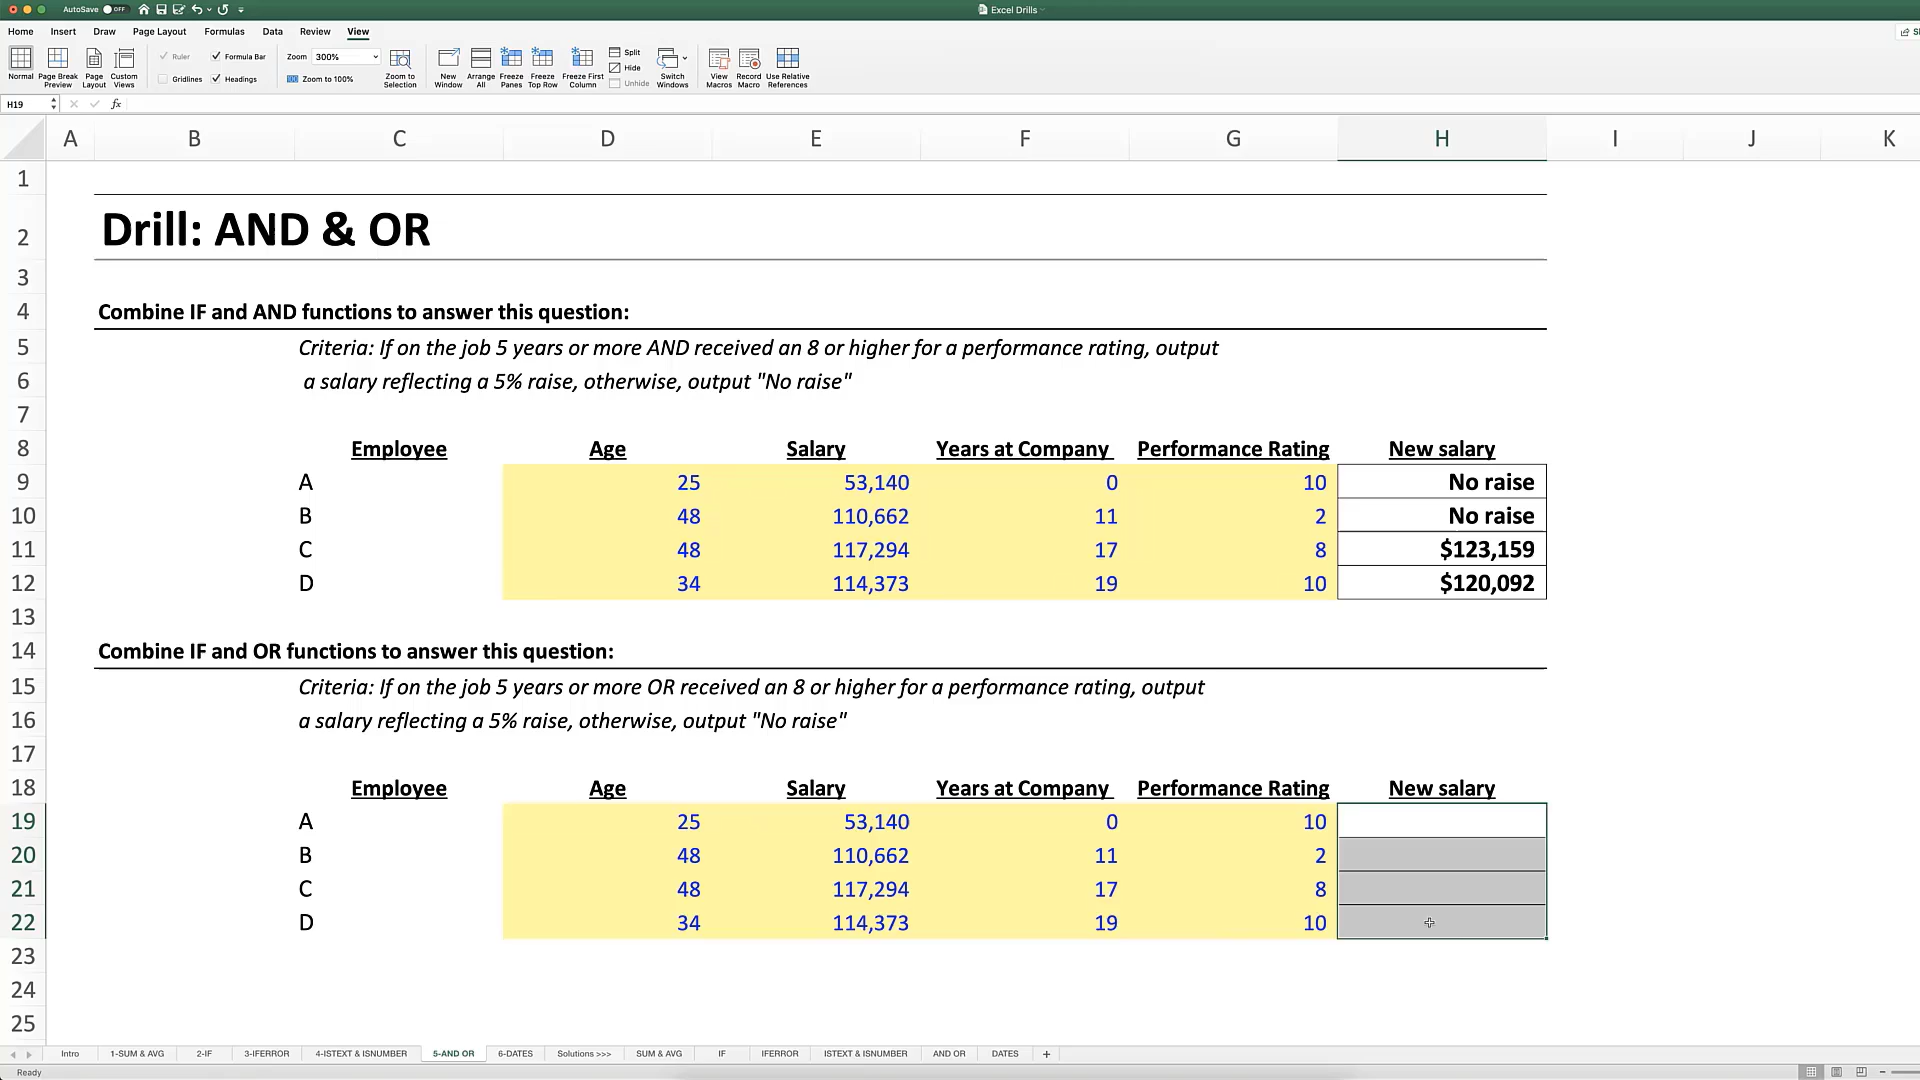 AutoSave OFF
Excel Drills
Home Insert Draw Page Layout Formulas Data Review View
Normal Page Break Preview Page Layout Custom Views
Ruler Formula Bar
Gridlines Headings
Zoom 300%
Zoom to 100%
Zoom to Selection
New Window Arrange All Freeze Panes Freeze Top Row Freeze First Column
Split
Hide
Unhide
Switch Windows View Macros Record Macro Use Relative References
H19 fx
A B C D E F G H I J K
1
2 Drill: AND & OR
3
4 Combine IF and AND functions to answer this question:
5 Criteria: If on the job 5 years or more AND received an 8 or higher for a performance rating, output
6 a salary reflecting a 5% raise, otherwise, output "No raise"
7
8 Employee Age Salary Years at Company Performance Rating New salary
9 A 25 53,140 0 10 No raise
10 B 48 110,662 11 2 No raise
11 C 48 117,294 17 8 $123,159
12 D 34 114,373 19 10 $120,092
13
14 Combine IF and OR functions to answer this question:
15 Criteria: If on the job 5 years or more OR received an 8 or higher for a performance rating, output
16 a salary reflecting a 5% raise, otherwise, output "No raise"
17
18 Employee Age Salary Years at Company Performance Rating New salary
19 A 25 53,140 0 10
20 B 48 110,662 11 2
21 C 48 117,294 17 8
22 D 34 114,373 19 10
23
24
25
Intro 1-SUM & AVG 2-IF 3-IFERROR 4-ISTEXT & ISNUMBER 5-AND OR 6-DATES Solutions >>> SUM & AVG IF IFERROR ISTEXT & ISNUMBER AND OR DATES +
Ready